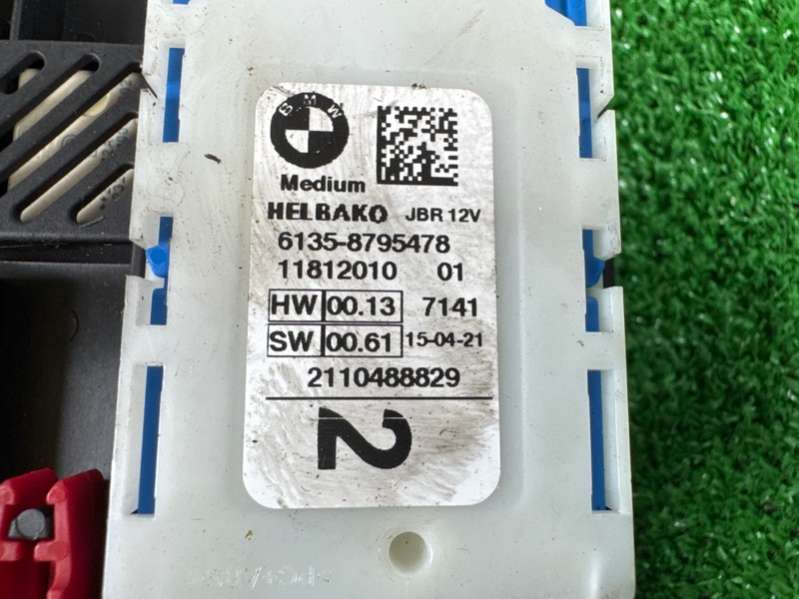 BMW
Medium
HELBAKO JBR 12V
6135-8795478
11812010 01
HW 00.13 7141
SW 00.61 15-04-21
2110488829
2